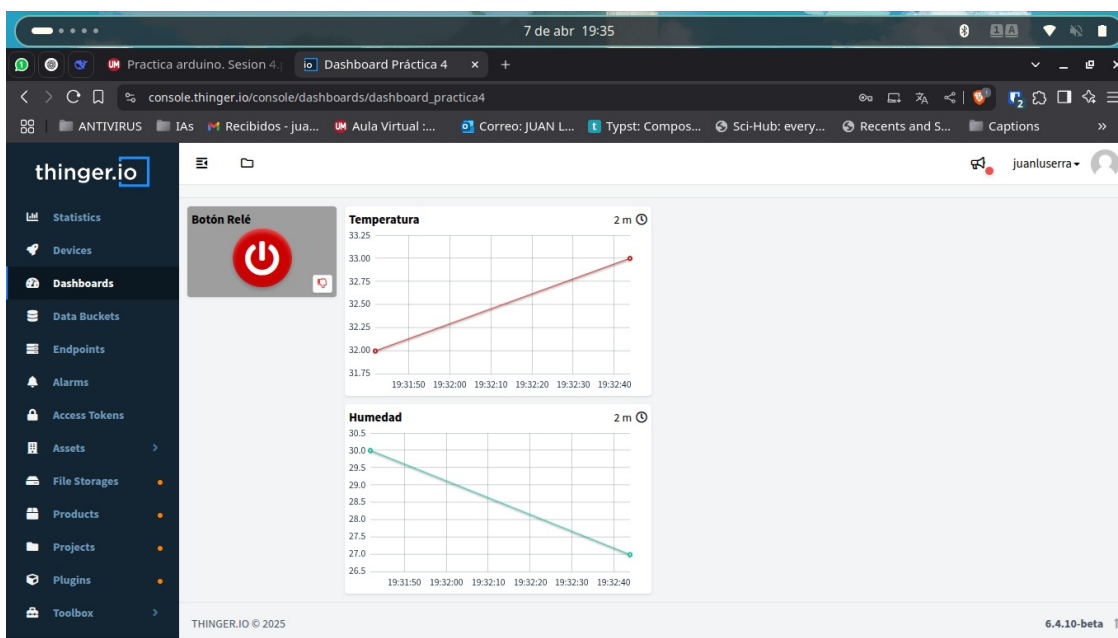 7 de abr 19:35
1 A
UM Practica arduino. Sesion 4.
io Dashboard Práctica 4
console.thinger.io/console/dashboards/dashboard_practica4
ANTIVIRUS IAs Recibidos - jua... UM Aula Virtual :... Correo: JUAN L... Typst: Compos... Sci-Hub: every... Recents and S... Captions »
thinger.io
juanluserra
Statistics
Devices
Dashboards
Data Buckets
Endpoints
Alarms
Access Tokens
Assets
File Storages
Products
Projects
Plugins
Toolbox
Botón Relé
Temperatura 2 m
33.25
33.00
32.75
32.50
32.25
32.00
31.75
19:31:50 19:32:00 19:32:10 19:32:20 19:32:30 19:32:40
Humedad 2 m
30.5
30.0
29.5
29.0
28.5
28.0
27.5
27.0
26.5
19:31:50 19:32:00 19:32:10 19:32:20 19:32:30 19:32:40
THINGER.IO © 2025 6.4.10-beta